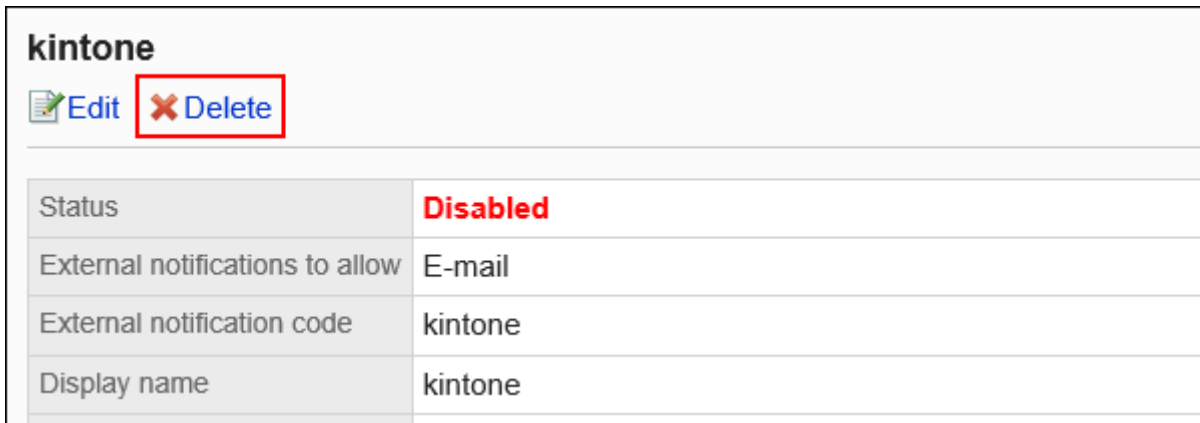 kintone
Edit Delete
Status Disabled
External notifications to allow E-mail
External notification code kintone
Display name kintone